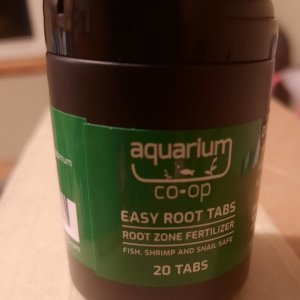 aquarium
co-op
EASY ROOT TABS
ROOT ZONE FERTILIZER
FISH, SHRIMP AND SNAIL SAFE
20 TABS